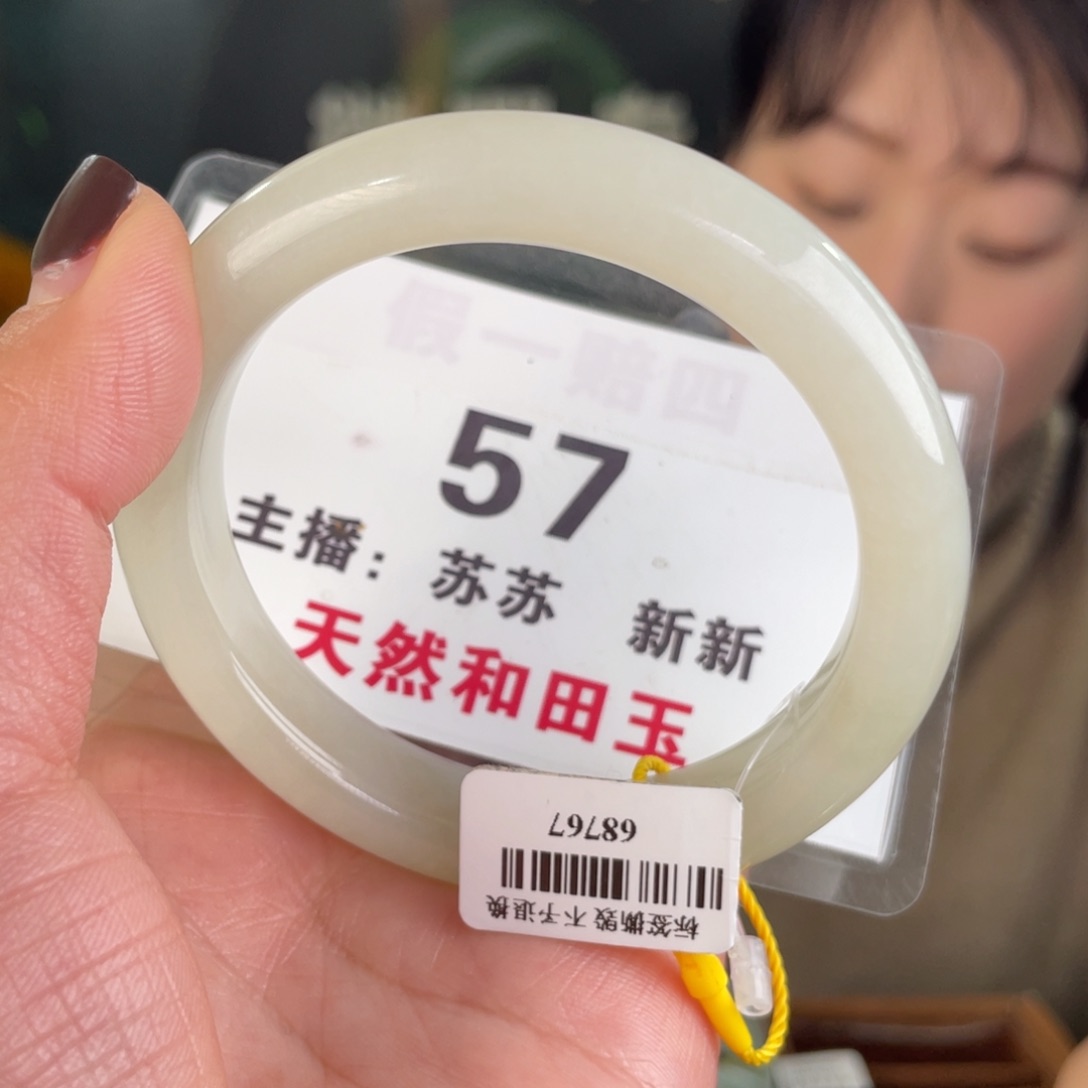 假一赔四
57
主播：苏苏 新新
天然和田玉
68767
标签撕毁不予退换